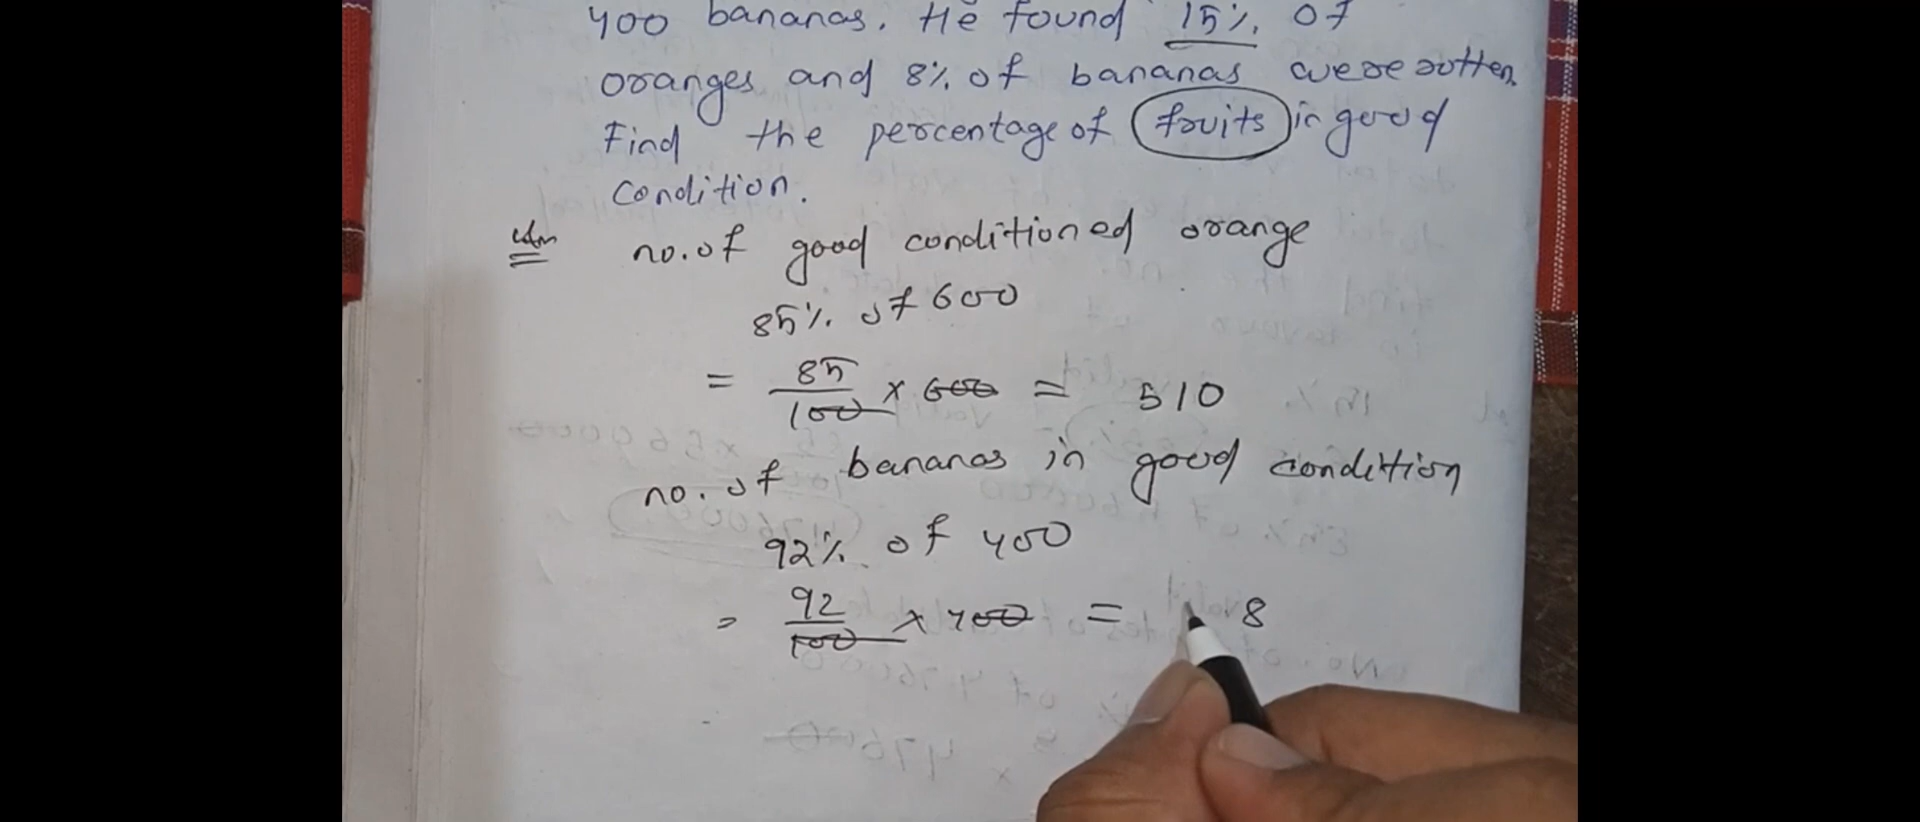 400 bananas. He found 15% of
oranges and 8% of bananas were rotten.
Find the percentage of fruits in good
condition.
Ans no. of good conditioned orange
85% of 600
= 85/100 × 600 = 510
no. of bananas in good condition
92% of 400
= 92/100 × 400 = 8